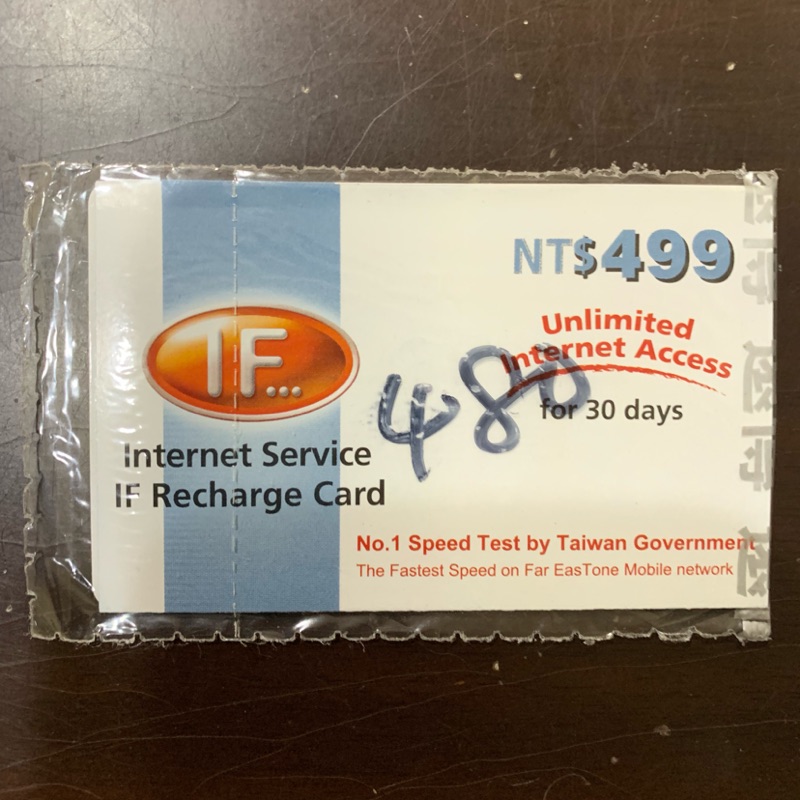 NT$499
Unlimited
Internet Access
for 30 days
480
IF...
Internet Service
IF Recharge Card
No.1 Speed Test by Taiwan Government
The Fastest Speed on Far EasTone Mobile network